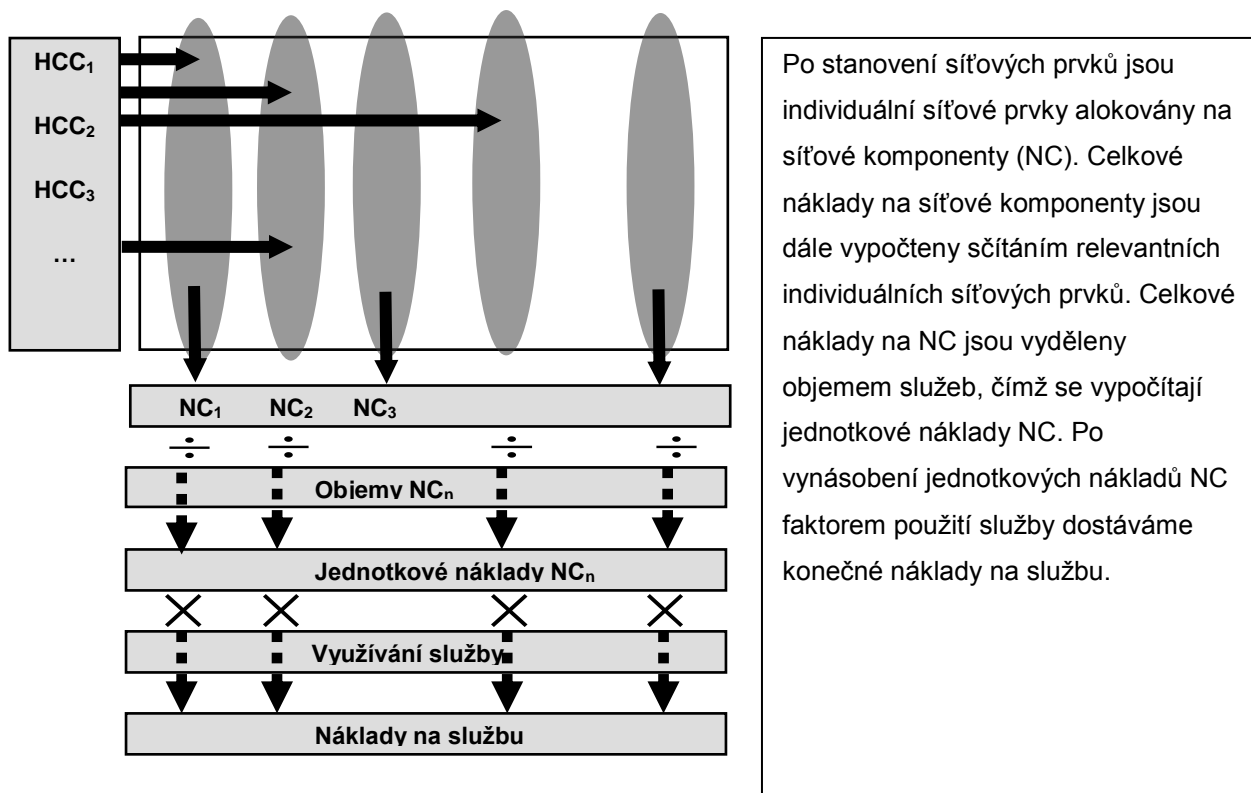 HCC₁
HCC₂
HCC₃
…
NC₁ NC₂ NC₃
Objemy NCₙ
Jednotkové náklady NCₙ
Využívání služby
Náklady na službu
Po stanovení síťových prvků jsou
individuální síťové prvky alokovány na
síťové komponenty (NC). Celkové
náklady na síťové komponenty jsou
dále vypočteny sčítáním relevantních
individuálních síťových prvků. Celkové
náklady na NC jsou vyděleny
objemem služeb, čímž se vypočítají
jednotkové náklady NC. Po
vynásobení jednotkových nákladů NC
faktorem použití služby dostáváme
konečné náklady na službu.